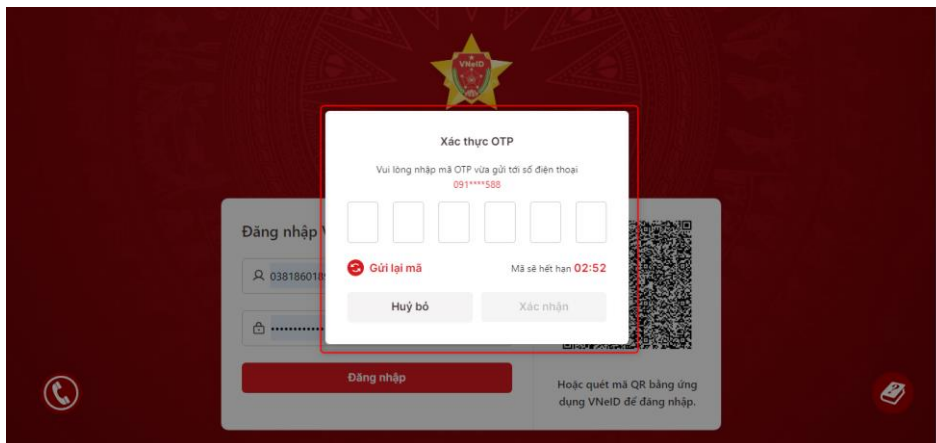 VNeID
Xác thực OTP
Vui lòng nhập mã OTP vừa gửi tới số điện thoại
091****588
Gửi lại mã
Mã sẽ hết hạn 02:52
Huỷ bỏ
Xác nhận
Đăng nhập
••••••••••••
Đăng nhập
Hoặc quét mã QR bằng ứng
dụng VNeID để đăng nhập.